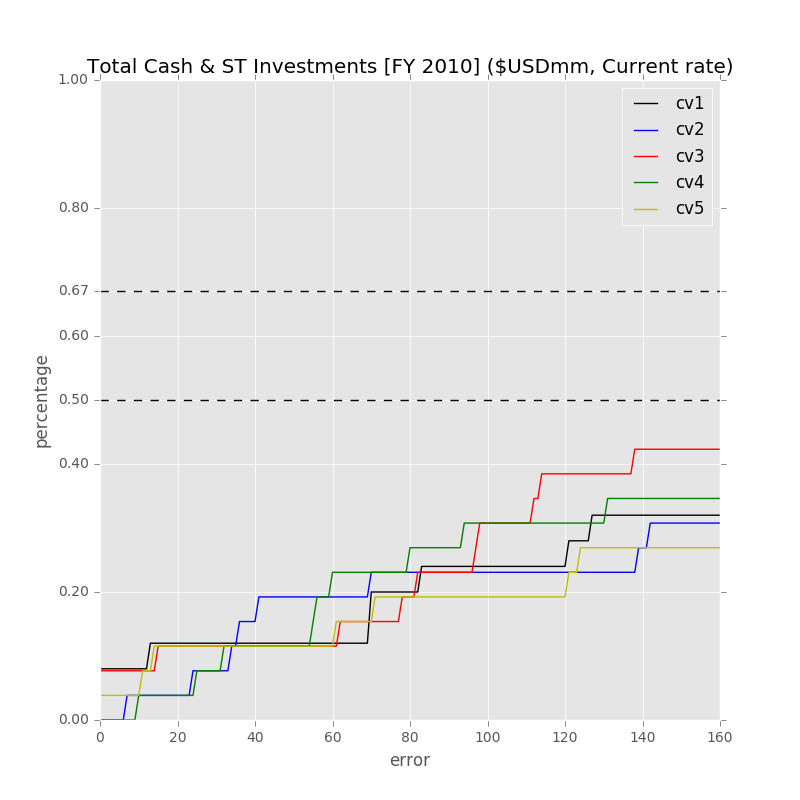 Total Cash & ST Investments [FY 2010] ($USDmm, Current rate)
1.00
0.80
0.67
0.60
0.50
0.40
0.20
0.00
percentage
cv1
cv2
cv3
cv4
cv5
0 20 40 60 80 100 120 140 160
error